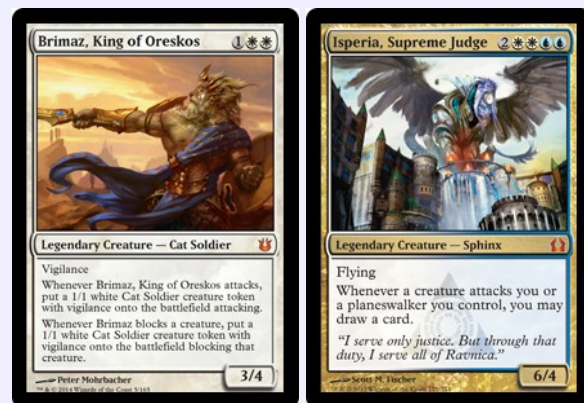 Brimaz, King of Oreskos 1
Legendary Creature — Cat Soldier
Vigilance
Whenever Brimaz, King of Oreskos attacks,
put a 1/1 white Cat Soldier creature token
with vigilance onto the battlefield attacking.
Whenever Brimaz blocks a creature, put a
1/1 white Cat Soldier creature token with
vigilance onto the battlefield blocking that
creature.
Peter Mohrbacher
3/4
™ & © 2014 Wizards of the Coast 5/165
Isperia, Supreme Judge 2
Legendary Creature — Sphinx
Flying
Whenever a creature attacks you or
a planeswalker you control, you may
draw a card.
“I serve only justice. But through that
duty, I serve all of Ravnica.”
Scott M. Fischer
6/4